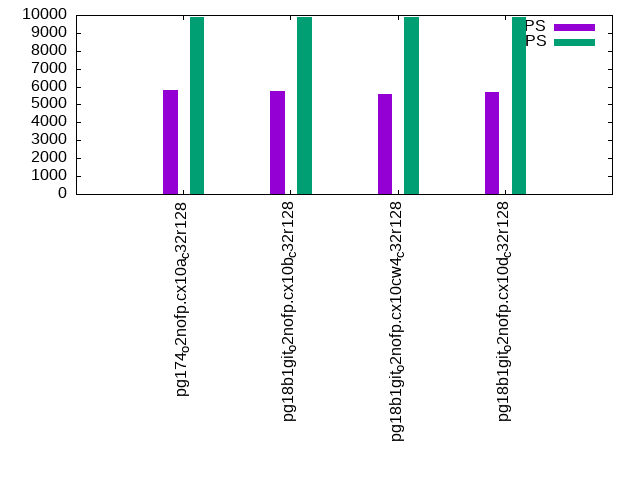 10000
9000
8000
7000
6000
5000
4000
3000
2000
1000
0
PS
PS
pg174o2nofp.cx10ac32r128
pg18b1gito2nofp.cx10bc32r128
pg18b1gito2nofp.cx10cw4c32r128
pg18b1gito2nofp.cx10dc32r128